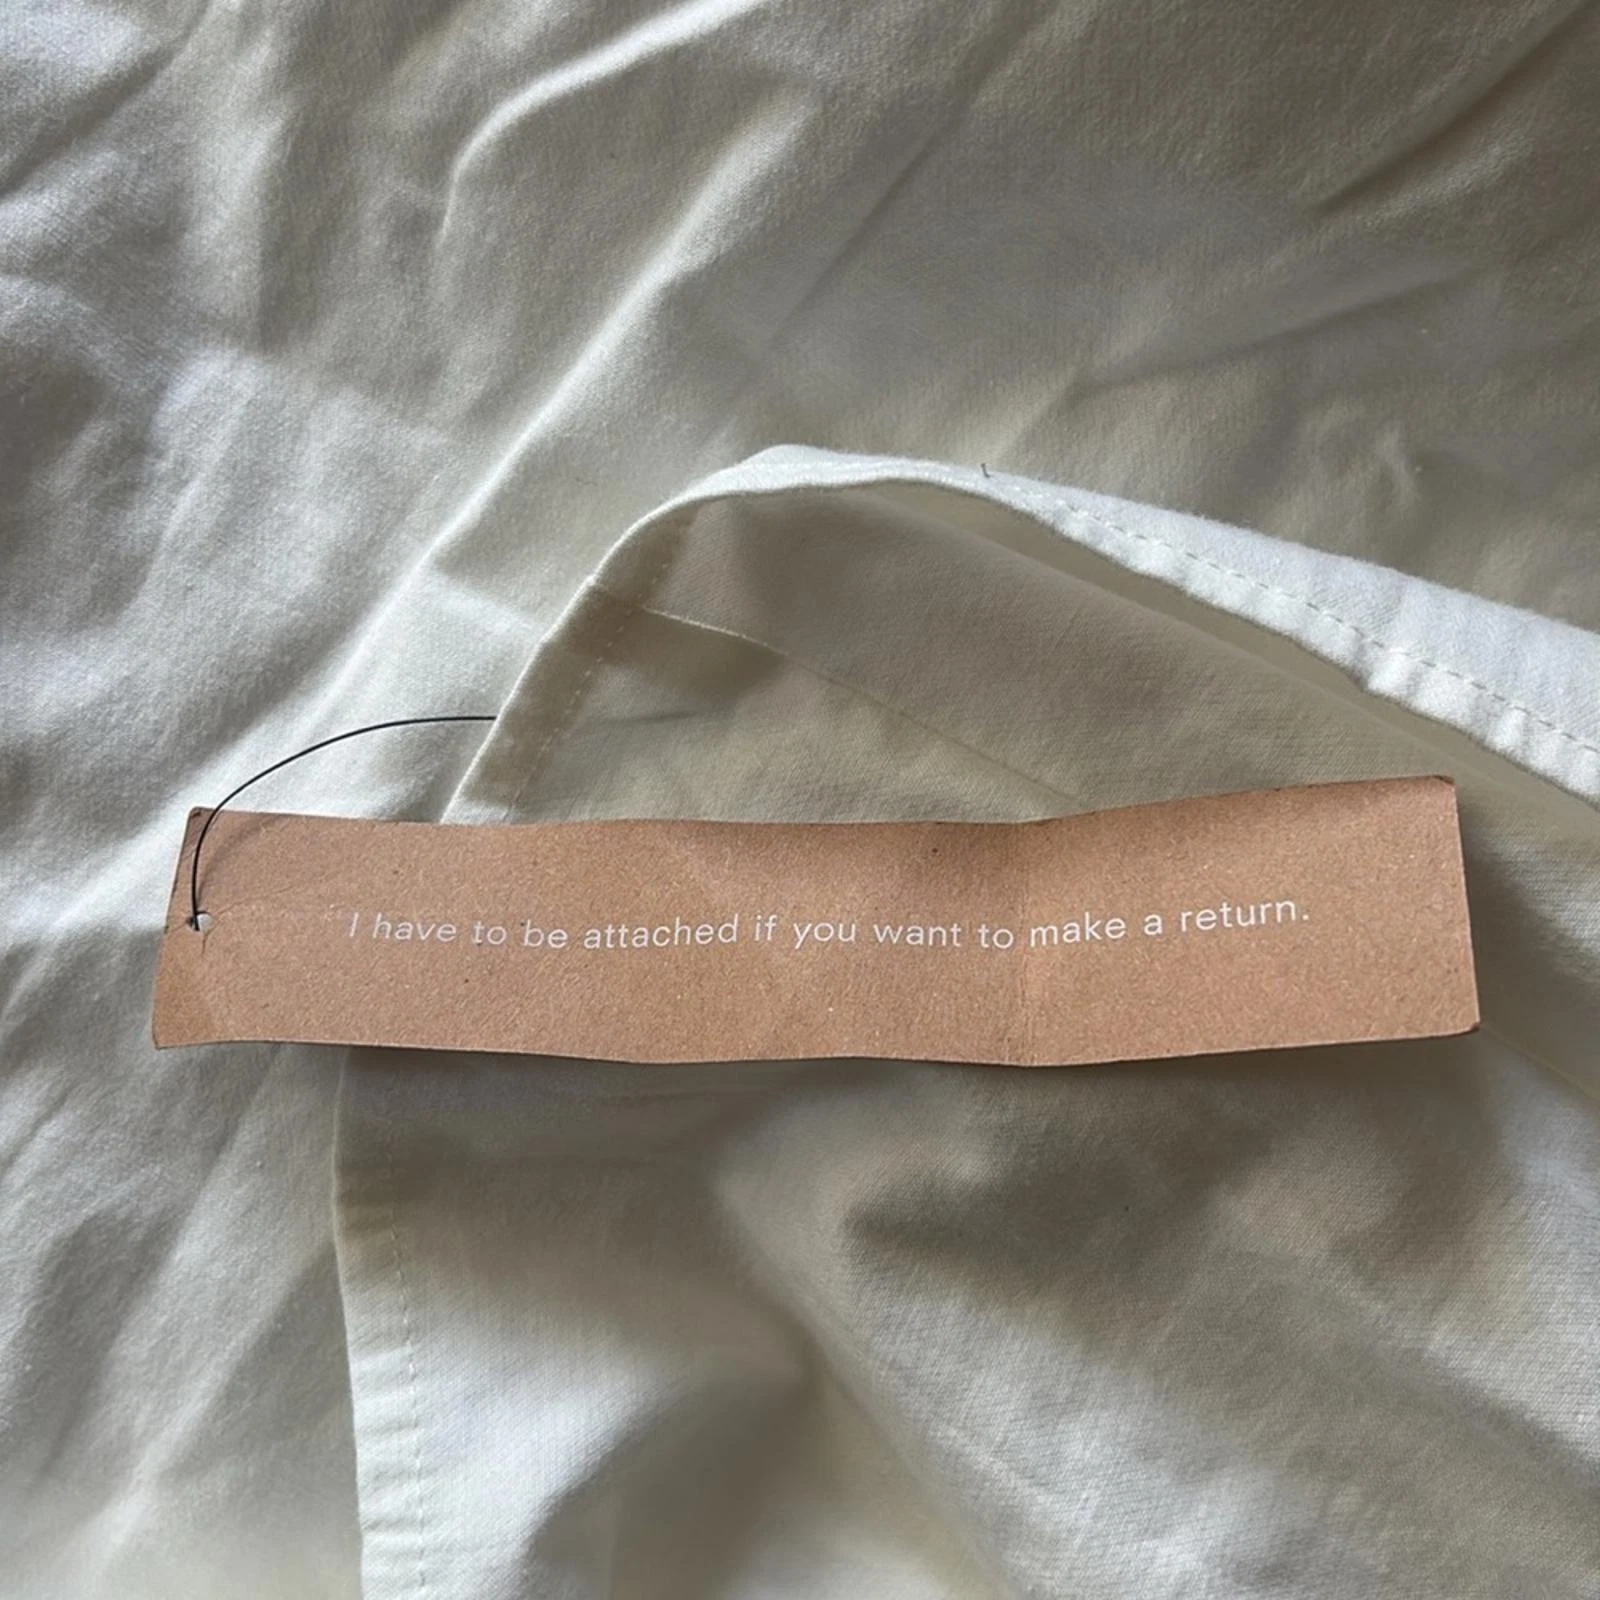 I have to be attached if you want to make a return.